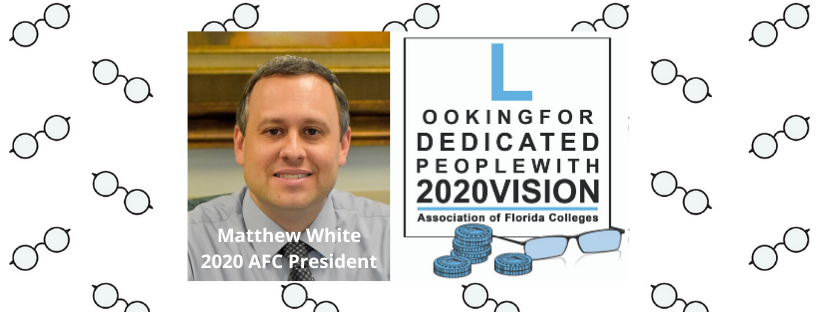 Matthew White
2020 AFC President
L
OOKINGFOR
DEDICATED
PEOPLEWITH
2020VISION
Association of Florida Colleges